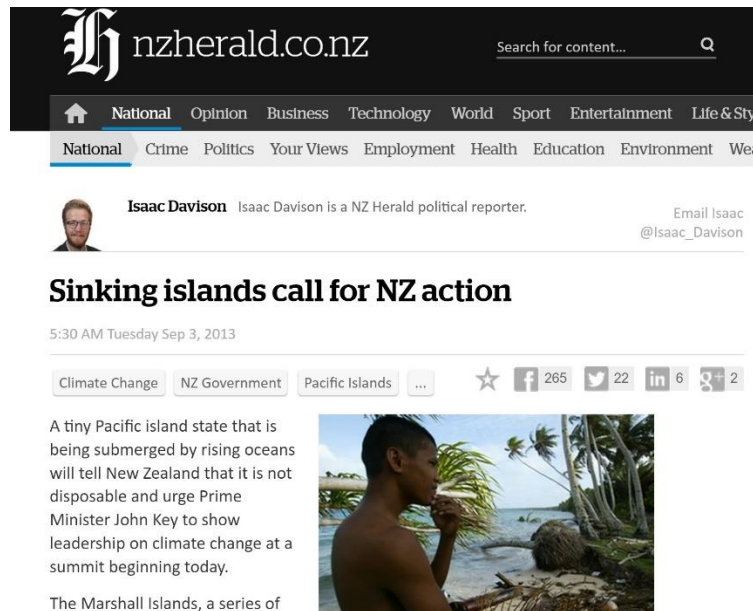 nzherald.co.nz
Search for content...
National Opinion Business Technology World Sport Entertainment Life & Sty
National Crime Politics Your Views Employment Health Education Environment Wea
Isaac Davison Isaac Davison is a NZ Herald political reporter.
Email Isaac
@Isaac_Davison
Sinking islands call for NZ action
5:30 AM Tuesday Sep 3, 2013
Climate Change NZ Government Pacific Islands ... 265 22 in 6 g+ 2
A tiny Pacific island state that is
being submerged by rising oceans
will tell New Zealand that it is not
disposable and urge Prime
Minister John Key to show
leadership on climate change at a
summit beginning today.
The Marshall Islands, a series of